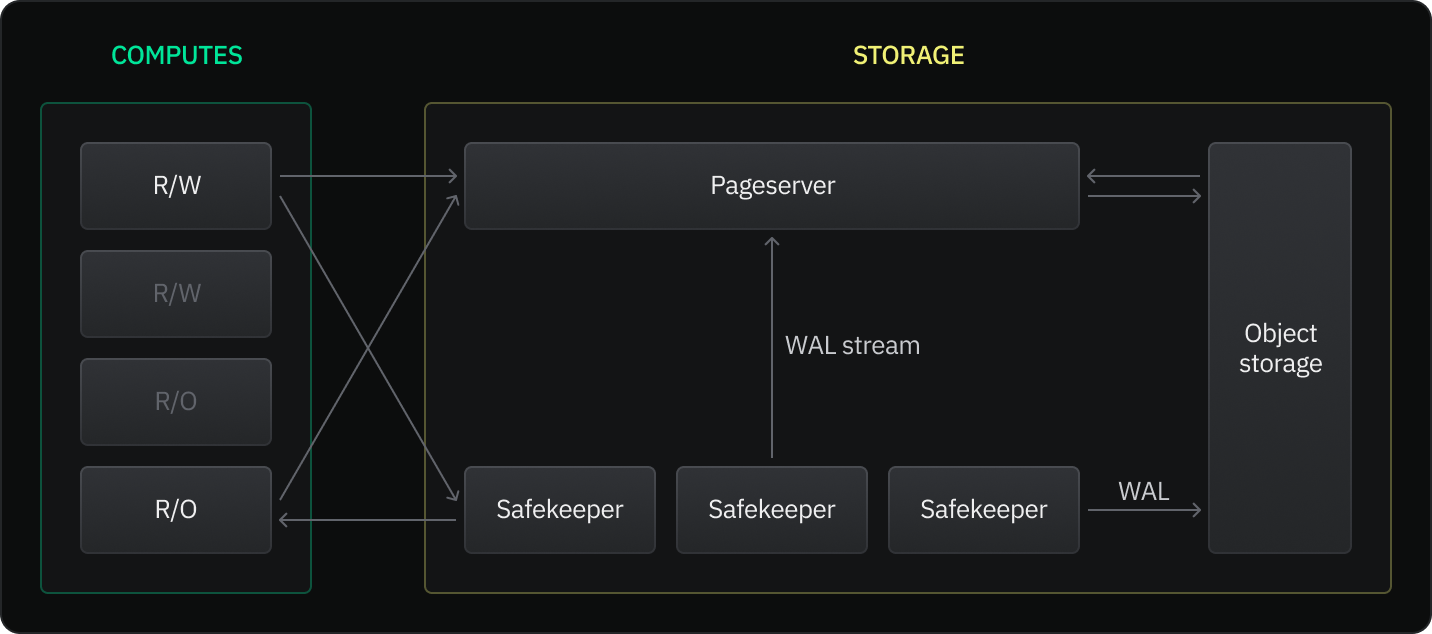 COMPUTES
STORAGE
R/W
R/W
R/O
R/O
Pageserver
WAL stream
Safekeeper
Safekeeper
Safekeeper
WAL
Object
storage